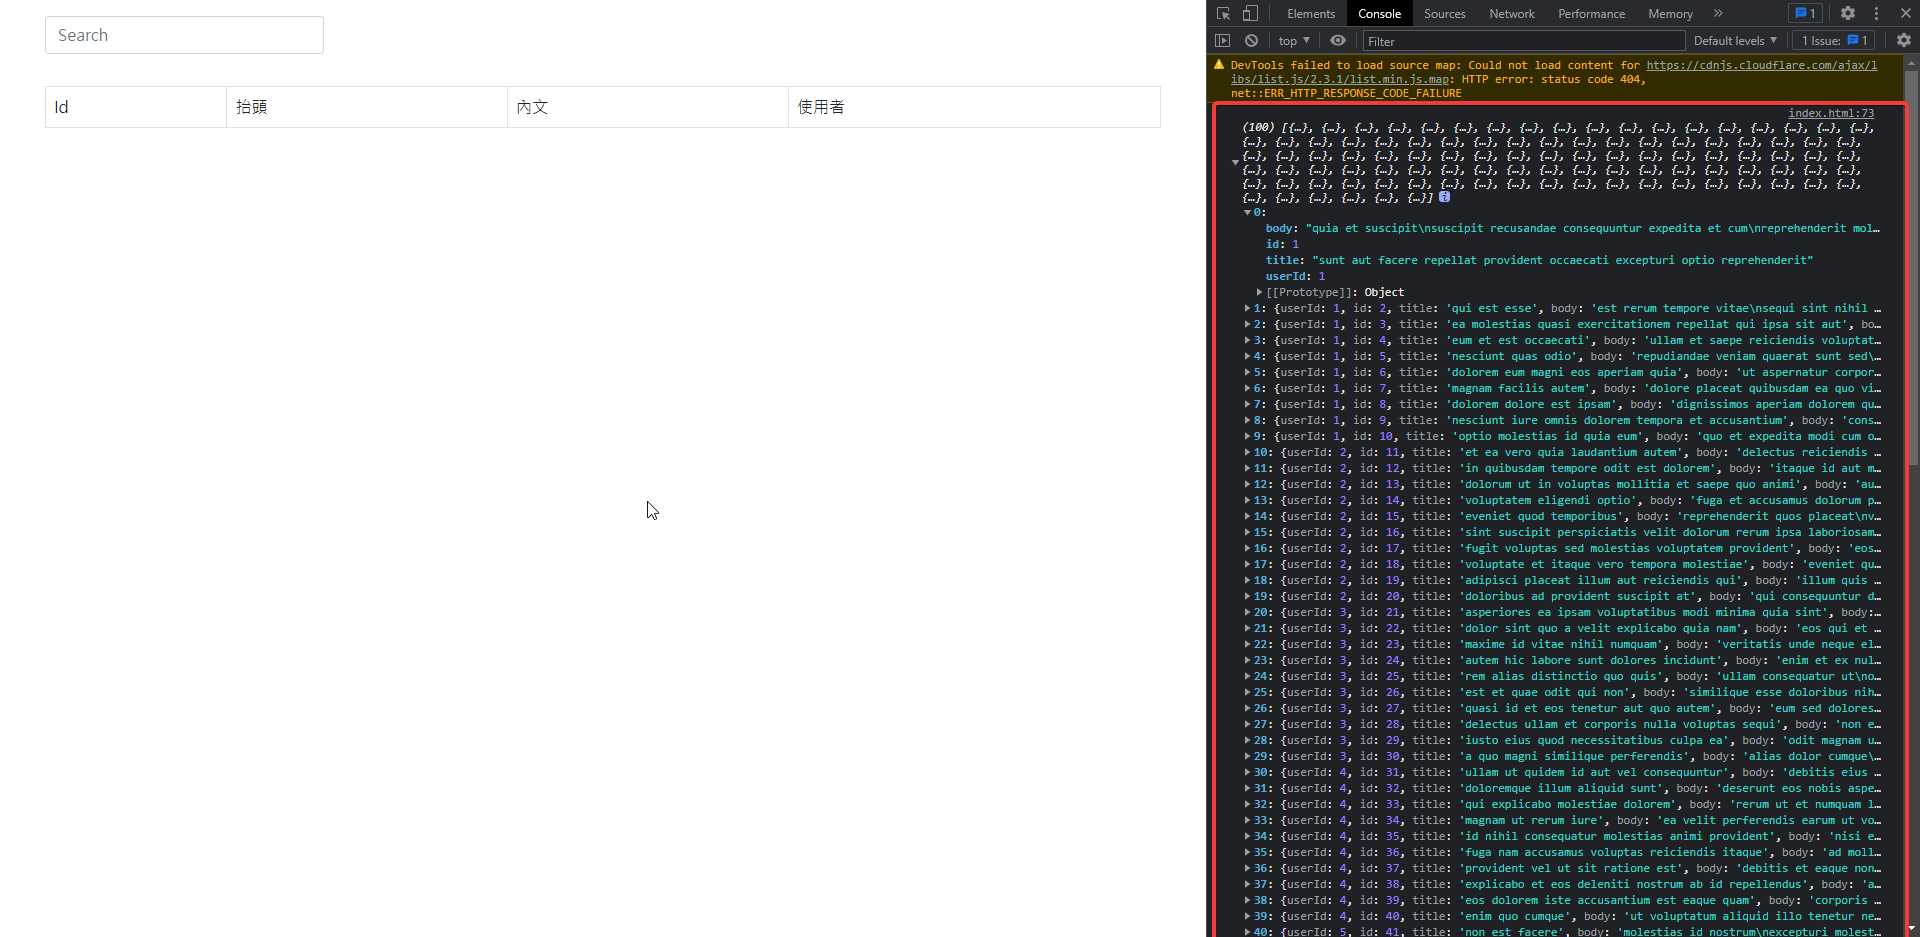 Search
Id 抬頭 內文 使用者
Elements Console Sources Network Performance Memory » 1
top ▼ Filter Default levels ▼ 1 Issue: 1
DevTools failed to load source map: Could not load content for https://cdnjs.cloudflare.com/ajax/l
ibs/list.js/2.3.1/list.min.js.map: HTTP error: status code 404,
net::ERR_HTTP_RESPONSE_CODE_FAILURE
index.html:73
(100) [{…}, {…}, {…}, {…}, {…}, {…}, {…}, {…}, {…}, {…}, {…}, {…}, {…}, {…}, {…}, {…}, {…}, {…},
{…}, {…}, {…}, {…}, {…}, {…}, {…}, {…}, {…}, {…}, {…}, {…}, {…}, {…}, {…}, {…}, {…}, {…}, {…},
{…}, {…}, {…}, {…}, {…}, {…}, {…}, {…}, {…}, {…}, {…}, {…}, {…}, {…}, {…}, {…}, {…}, {…}, {…},
{…}, {…}, {…}, {…}, {…}, {…}, {…}, {…}, {…}, {…}, {…}, {…}, {…}, {…}, {…}, {…}, {…}, {…}, {…},
{…}, {…}, {…}, {…}, {…}, {…}, {…}, {…}, {…}, {…}, {…}, {…}, {…}, {…}, {…}, {…}, {…}, {…}, {…},
{…}, {…}, {…}, {…}, {…}, {…}] i
0:
body: "quia et suscipit\nsuscipit recusandae consequuntur expedita et cum\nreprehenderit mol…
id: 1
title: "sunt aut facere repellat provident occaecati excepturi optio reprehenderit"
userId: 1
[[Prototype]]: Object
1: {userId: 1, id: 2, title: 'qui est esse', body: 'est rerum tempore vitae\nsequi sint nihil …
2: {userId: 1, id: 3, title: 'ea molestias quasi exercitationem repellat qui ipsa sit aut', bo…
3: {userId: 1, id: 4, title: 'eum et est occaecati', body: 'ullam et saepe reiciendis voluptat…
4: {userId: 1, id: 5, title: 'nesciunt quas odio', body: 'repudiandae veniam quaerat sunt sed\…
5: {userId: 1, id: 6, title: 'dolorem eum magni eos aperiam quia', body: 'ut aspernatur corpor…
6: {userId: 1, id: 7, title: 'magnam facilis autem', body: 'dolore placeat quibusdam ea quo vi…
7: {userId: 1, id: 8, title: 'dolorem dolore est ipsam', body: 'dignissimos aperiam dolorem qu…
8: {userId: 1, id: 9, title: 'nesciunt iure omnis dolorem tempora et accusantium', body: 'cons…
9: {userId: 1, id: 10, title: 'optio molestias id quia eum', body: 'quo et expedita modi cum o…
10: {userId: 2, id: 11, title: 'et ea vero quia laudantium autem', body: 'delectus reiciendis …
11: {userId: 2, id: 12, title: 'in quibusdam tempore odit est dolorem', body: 'itaque id aut m…
12: {userId: 2, id: 13, title: 'dolorum ut in voluptas mollitia et saepe quo animi', body: 'au…
13: {userId: 2, id: 14, title: 'voluptatem eligendi optio', body: 'fuga et accusamus dolorum p…
14: {userId: 2, id: 15, title: 'eveniet quod temporibus', body: 'reprehenderit quos placeat\nv…
15: {userId: 2, id: 16, title: 'sint suscipit perspiciatis velit dolorum rerum ipsa laboriosam…
16: {userId: 2, id: 17, title: 'fugit voluptas sed molestias voluptatem provident', body: 'eos…
17: {userId: 2, id: 18, title: 'voluptate et itaque vero tempora molestiae', body: 'eveniet qu…
18: {userId: 2, id: 19, title: 'adipisci placeat illum aut reiciendis qui', body: 'illum quis …
19: {userId: 2, id: 20, title: 'doloribus ad provident suscipit at', body: 'qui consequuntur d…
20: {userId: 3, id: 21, title: 'asperiores ea ipsam voluptatibus modi minima quia sint', body:…
21: {userId: 3, id: 22, title: 'dolor sint quo a velit explicabo quia nam', body: 'eos qui et …
22: {userId: 3, id: 23, title: 'maxime id vitae nihil numquam', body: 'veritatis unde neque el…
23: {userId: 3, id: 24, title: 'autem hic labore sunt dolores incidunt', body: 'enim et ex nul…
24: {userId: 3, id: 25, title: 'rem alias distinctio quo quis', body: 'ullam consequatur ut\no…
25: {userId: 3, id: 26, title: 'est et quae odit qui non', body: 'similique esse doloribus nih…
26: {userId: 3, id: 27, title: 'quasi id et eos tenetur aut quo autem', body: 'eum sed dolores…
27: {userId: 3, id: 28, title: 'delectus ullam et corporis nulla voluptas sequi', body: 'non e…
28: {userId: 3, id: 29, title: 'iusto eius quod necessitatibus culpa ea', body: 'odit magnam u…
29: {userId: 3, id: 30, title: 'a quo magni similique perferendis', body: 'alias dolor cumque\…
30: {userId: 4, id: 31, title: 'ullam ut quidem id aut vel consequuntur', body: 'debitis eius …
31: {userId: 4, id: 32, title: 'doloremque illum aliquid sunt', body: 'deserunt eos nobis aspe…
32: {userId: 4, id: 33, title: 'qui explicabo molestiae dolorem', body: 'rerum ut et numquam l…
33: {userId: 4, id: 34, title: 'magnam ut rerum iure', body: 'ea velit perferendis earum ut vo…
34: {userId: 4, id: 35, title: 'id nihil consequatur molestias animi provident', body: 'nisi e…
35: {userId: 4, id: 36, title: 'fuga nam accusamus voluptas reiciendis itaque', body: 'ad moll…
36: {userId: 4, id: 37, title: 'provident vel ut sit ratione est', body: 'debitis et eaque non…
37: {userId: 4, id: 38, title: 'explicabo et eos deleniti nostrum ab id repellendus', body: 'a…
38: {userId: 4, id: 39, title: 'eos dolorem iste accusantium est eaque quam', body: 'corporis …
39: {userId: 4, id: 40, title: 'enim quo cumque', body: 'ut voluptatum aliquid illo tenetur ne…
40: {userId: 5, id: 41, title: 'non est facere', body: 'molestias id nostrum\nexcepturi molest…